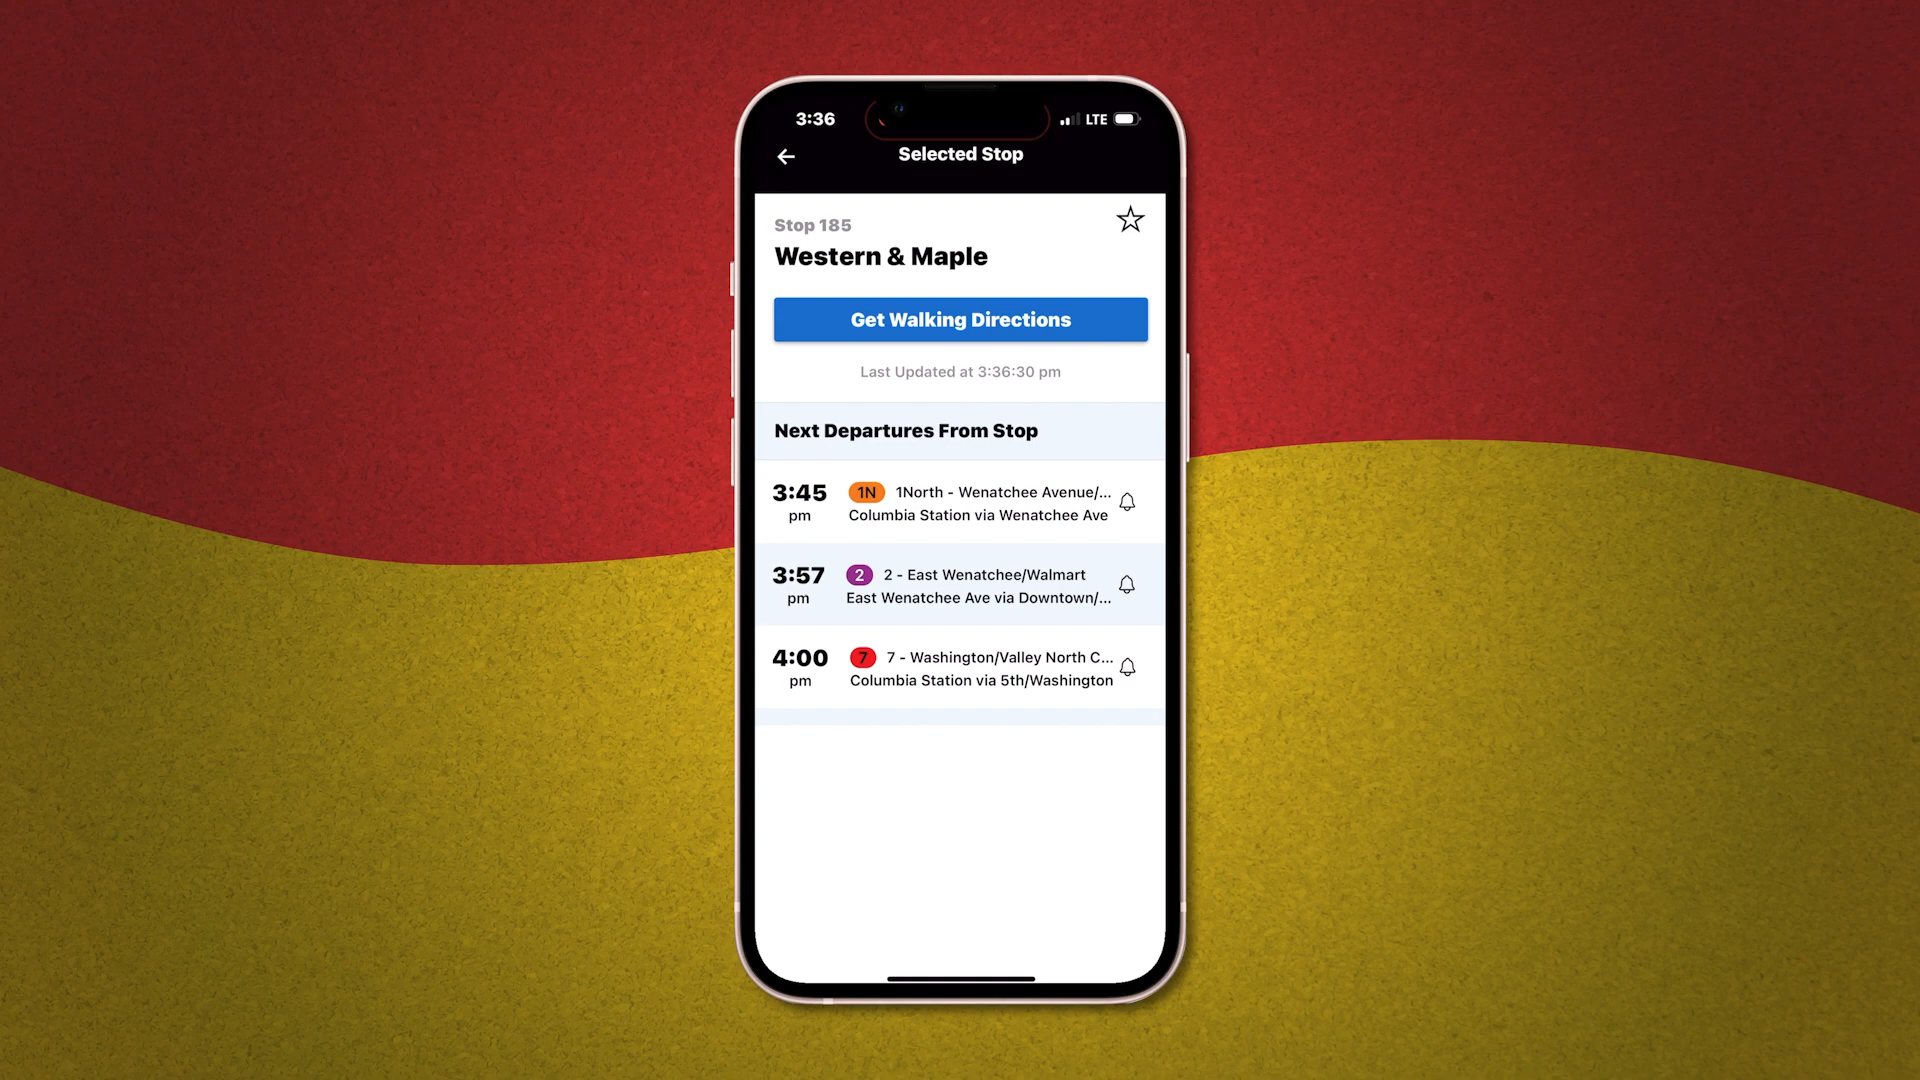 3:36
LTE
Selected Stop
Stop 185
Western & Maple
Get Walking Directions
Last Updated at 3:36:30 pm
Next Departures From Stop
3:45 pm
1N 1North - Wenatchee Avenue/...
Columbia Station via Wenatchee Ave
3:57 pm
2 2 - East Wenatchee/Walmart
East Wenatchee Ave via Downtown/...
4:00 pm
7 7 - Washington/Valley North C...
Columbia Station via 5th/Washington